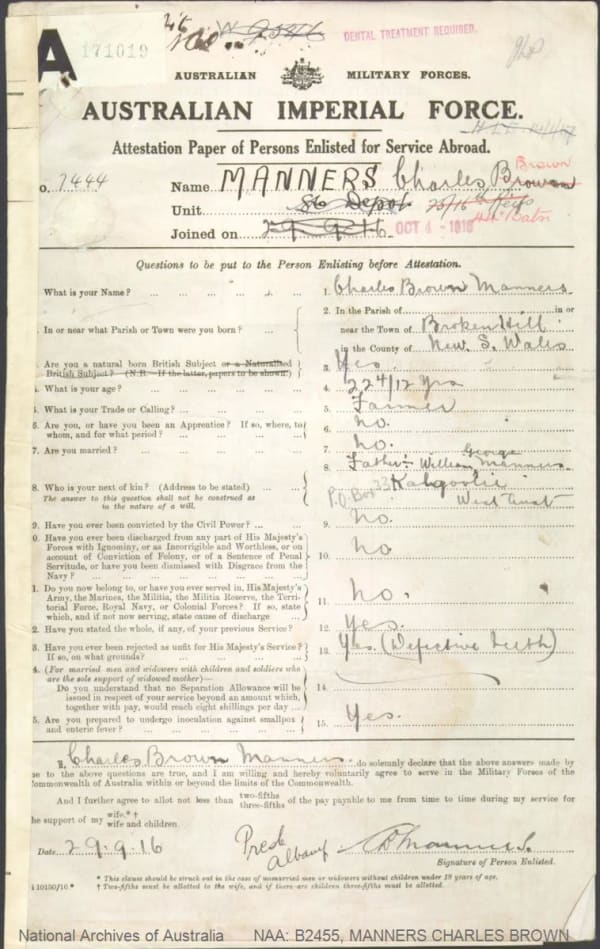 A 171019
DENTAL TREATMENT REQUIRED.
AUSTRALIAN MILITARY FORCES.
AUSTRALIAN IMPERIAL FORCE.
Attestation Paper of Persons Enlisted for Service Abroad.
o. 7444 Name MANNERS Charles Brown Brown
Unit 86 Depot 44th Batn
Joined on 29 9 16 OCT 4 - 1916
Questions to be put to the Person Enlisting before Attestation.
What is your Name? ... ... ... ... ... 1. Charles Brown Manners
In or near what Parish or Town were you born? ... ... 2. In the Parish of in or
near the Town of Broken Hill
in the County of New. S. Wales
Are you a natural born British Subject or a Naturalised British Subject? (N.B.—If the latter, papers to be shown.) 3. Yes.
4. What is your age? ... ... ... ... ... 4. 22 4/12 yrs
5. What is your Trade or Calling? ... ... ... ... 5. Farmer
6. Are you, or have you been an Apprentice? If so, where, to whom, and for what period? ... ... ... ... 6. No.
7. Are you married? ... ... ... ... ... 7. No.
8. Who is your next of kin? (Address to be stated) ... 8. Father: William George Manners
The answer to this question shall not be construed as in the nature of a will. P.O. Box 23 Kalgoolie
West Aust
9. Have you ever been convicted by the Civil Power? ... ... 9. No.
0. Have you ever been discharged from any part of His Majesty's
Forces with Ignominy, or as Incorrigible and Worthless, or on
account of Conviction of Felony, or of a Sentence of Penal
Servitude, or have you been Dismissed with Disgrace from the
Navy? ... ... ... ... ... ... 10. No
1. Do you now belong to, or have you ever served in, His Majesty's
Army, the Marines, the Militia, the Militia Reserve, the Terri-
torial Force, Royal Navy, or Colonial Forces? If so, state
which, and if not now serving, state cause of discharge ... 11. No.
2. Have you stated the whole, if any, of your previous Service? 12. Yes.
3. Have you ever been rejected as unfit for His Majesty's Service?
If so, on what grounds? ... ... ... ... 13. Yes (Defective teeth)
4. (For married men and widowers with children and soldiers who
are the sole support of widowed mother)—
Do you understand that no Separation Allowance will be
issued in respect of your service beyond an amount which,
together with pay, would reach eight shillings per day ... 14.
5. Are you prepared to undergo inoculation against smallpox
and enteric fever? ... ... ... ... 15. Yes.
I, Charles Brown Manners do solemnly declare that the above answers made by
me to the above questions are true, and I am willing and hereby voluntarily agree to serve in the Military Forces of the
Commonwealth of Australia within or beyond the limits of the Commonwealth.
And I further agree to allot not less than two-fifths three-fifths of the pay payable to me from time to time during my service for
the support of my wife.* † wife and children.
Date 29.9.16 Albany C B Manners.
Signature of Person Enlisted.
* This clause should be struck out in the case of unmarried men or widowers without children under 18 years of age.
10150/16 * † Two-fifths must be allotted to the wife, and if there are children three-fifths must be allotted.
National Archives of Australia NAA: B2455, MANNERS CHARLES BROWN